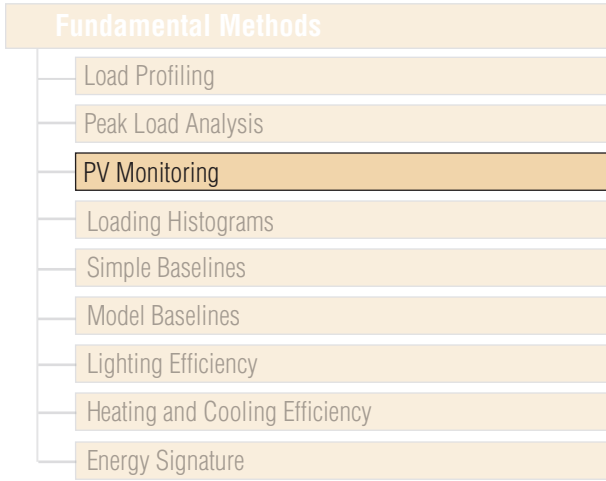 Fundamental Methods
Load Profiling
Peak Load Analysis
PV Monitoring
Loading Histograms
Simple Baselines
Model Baselines
Lighting Efficiency
Heating and Cooling Efficiency
Energy Signature